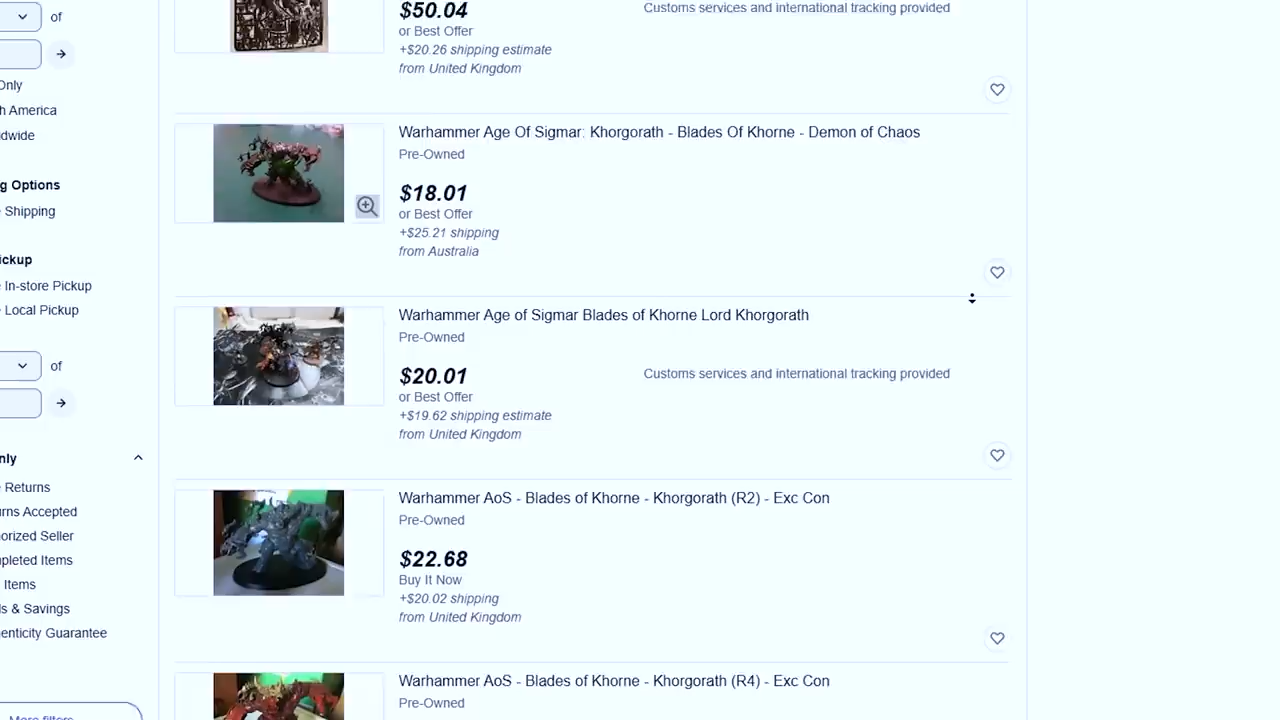 of
Only
h America
dwide
g Options
Shipping
ickup
In-store Pickup
Local Pickup
of
nly
Returns
urns Accepted
orized Seller
pleted Items
Items
s & Savings
enticity Guarantee
More filters
$50.04
or Best Offer
+$20.26 shipping estimate
from United Kingdom
Customs services and international tracking provided
Warhammer Age Of Sigmar: Khorgorath - Blades Of Khorne - Demon of Chaos
Pre-Owned
$18.01
or Best Offer
+$25.21 shipping
from Australia
Warhammer Age of Sigmar Blades of Khorne Lord Khorgorath
Pre-Owned
$20.01
or Best Offer
+$19.62 shipping estimate
from United Kingdom
Customs services and international tracking provided
Warhammer AoS - Blades of Khorne - Khorgorath (R2) - Exc Con
Pre-Owned
$22.68
Buy It Now
+$20.02 shipping
from United Kingdom
Warhammer AoS - Blades of Khorne - Khorgorath (R4) - Exc Con
Pre-Owned